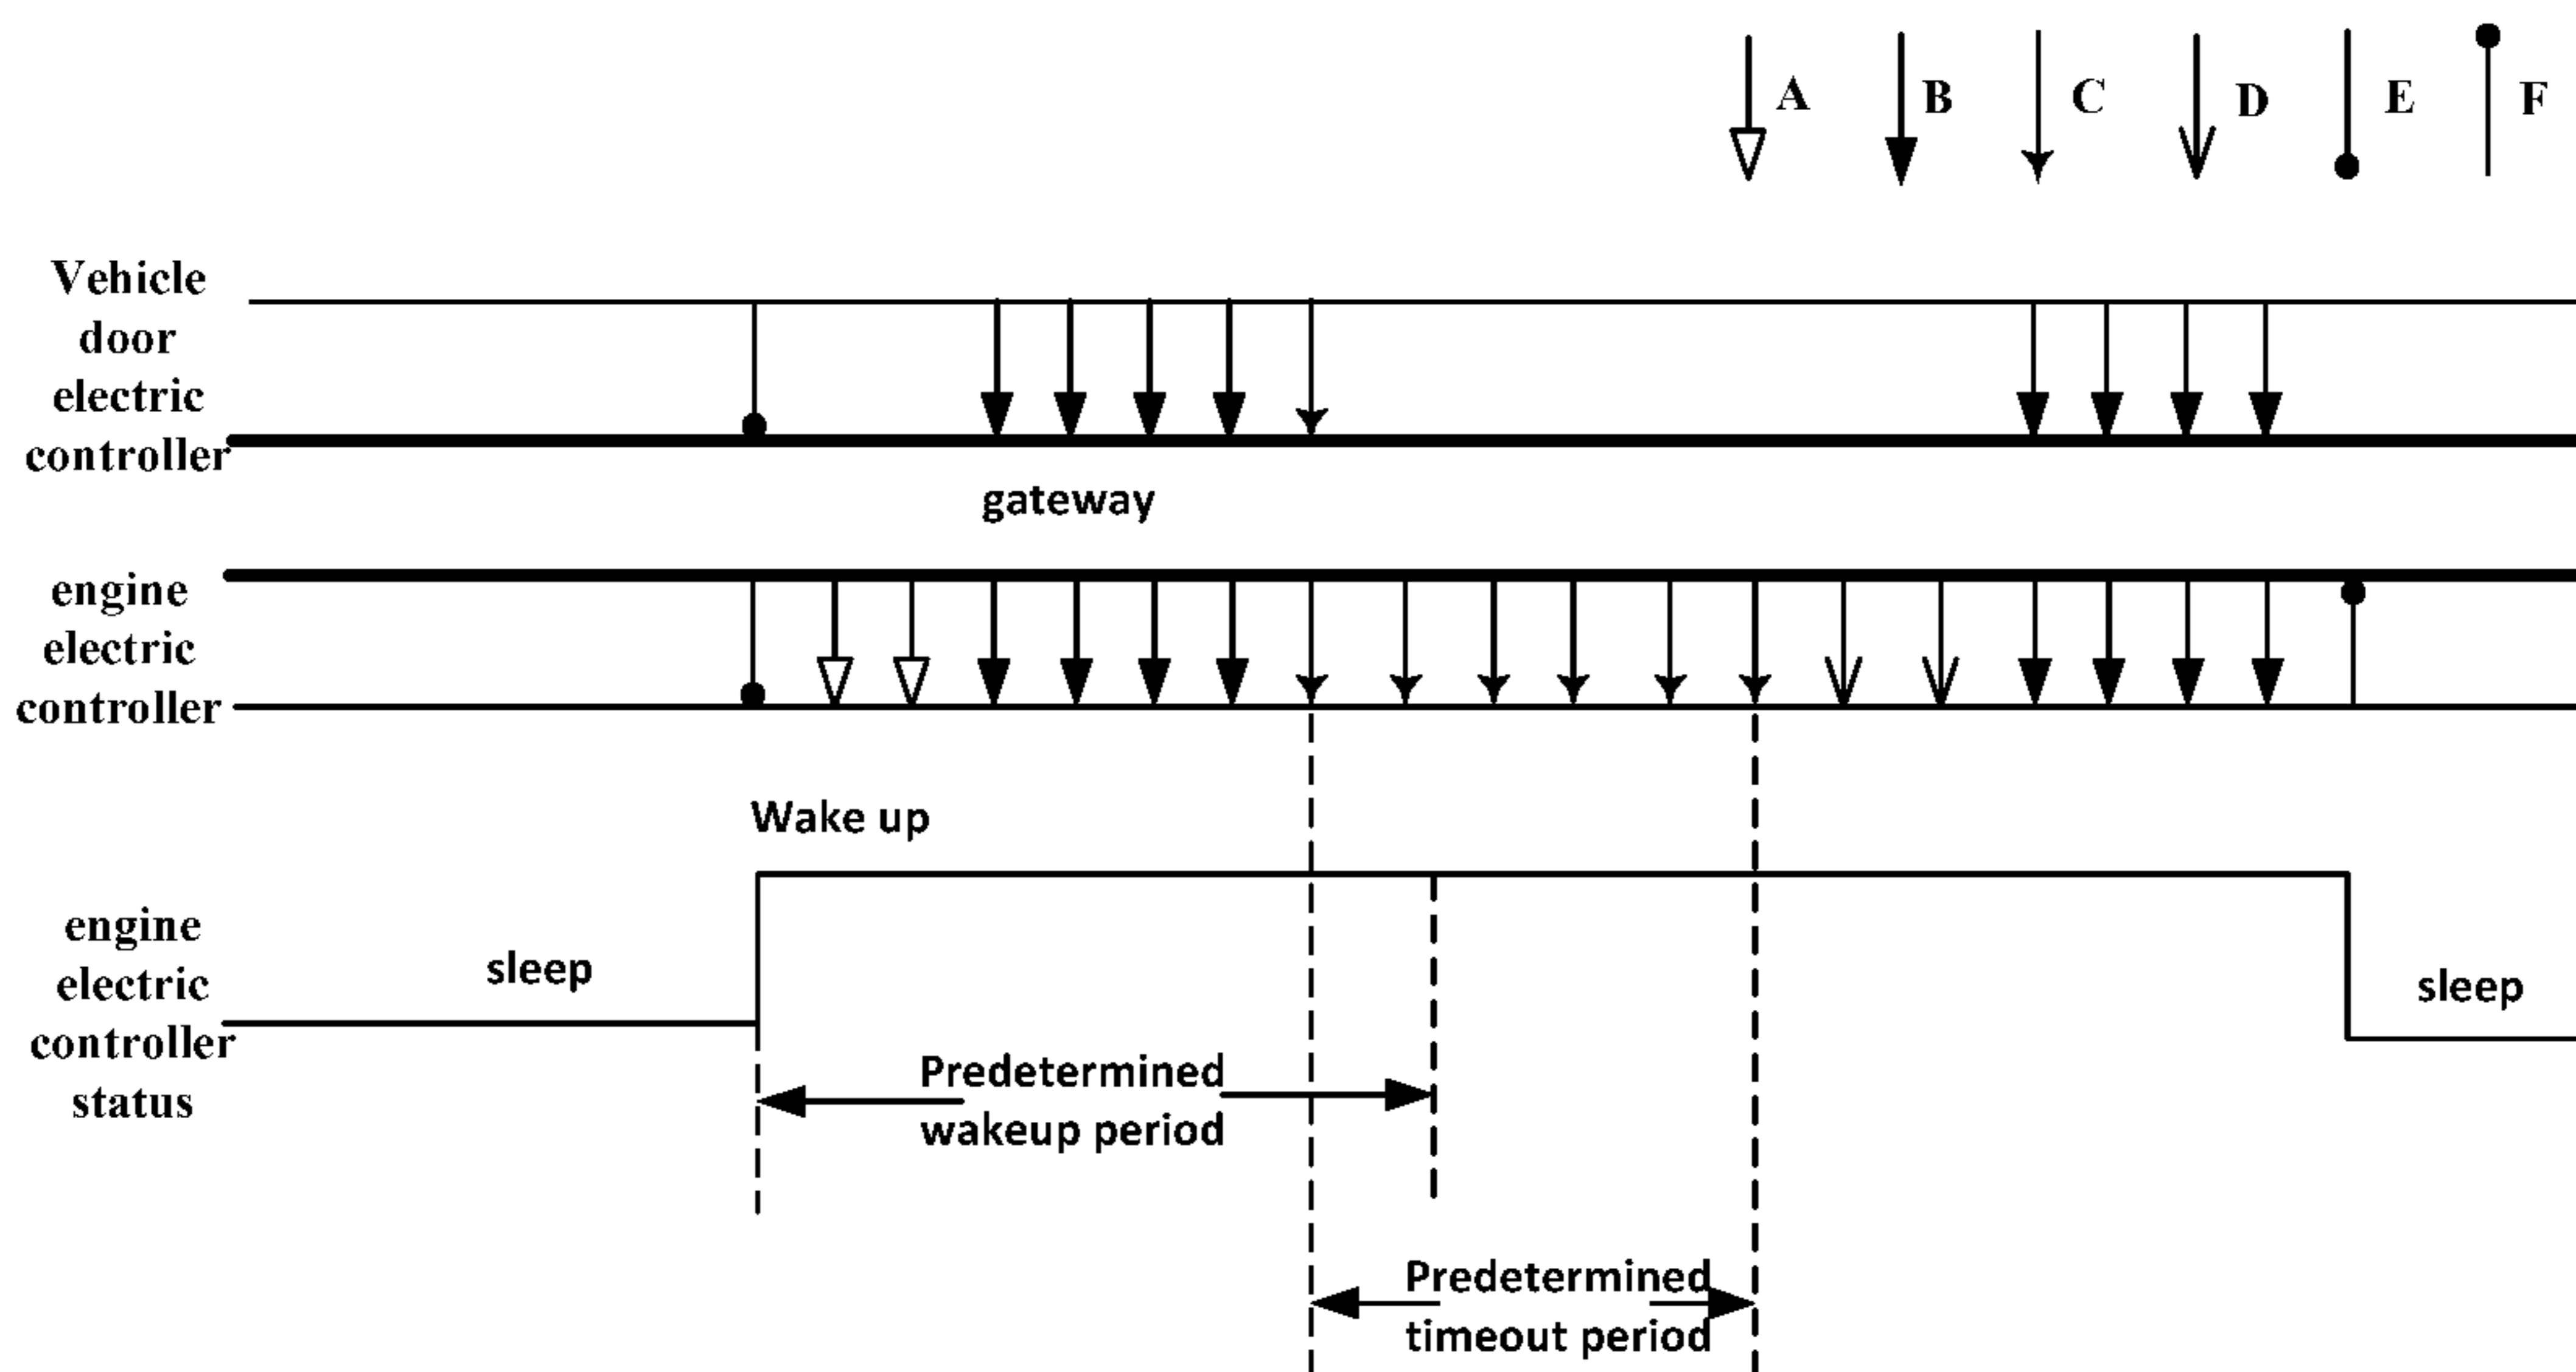 A B C D E F
Vehicle
door
electric
controller
gateway
engine
electric
controller
Wake up
engine
electric
controller
status
sleep
sleep
Predetermined
wakeup period
Predetermined
timeout period